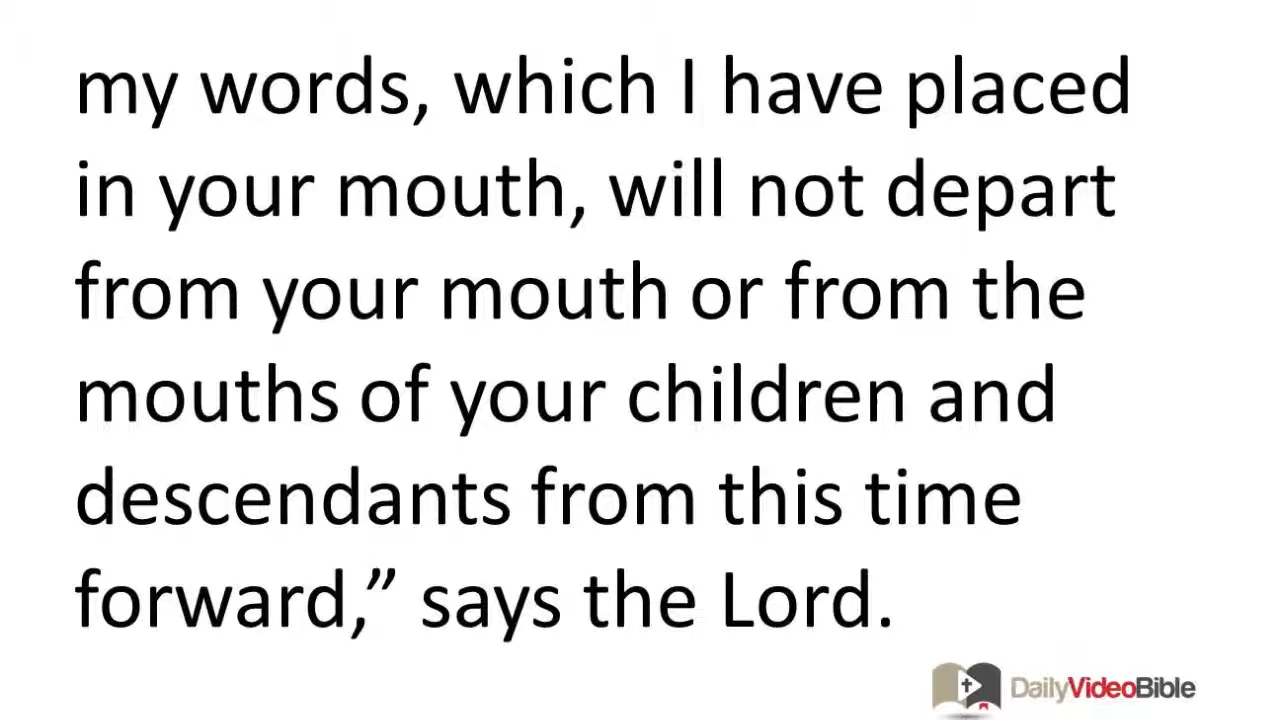 my words, which I have placed
in your mouth, will not depart
from your mouth or from the
mouths of your children and
descendants from this time
forward,” says the Lord.
DailyVideoBible